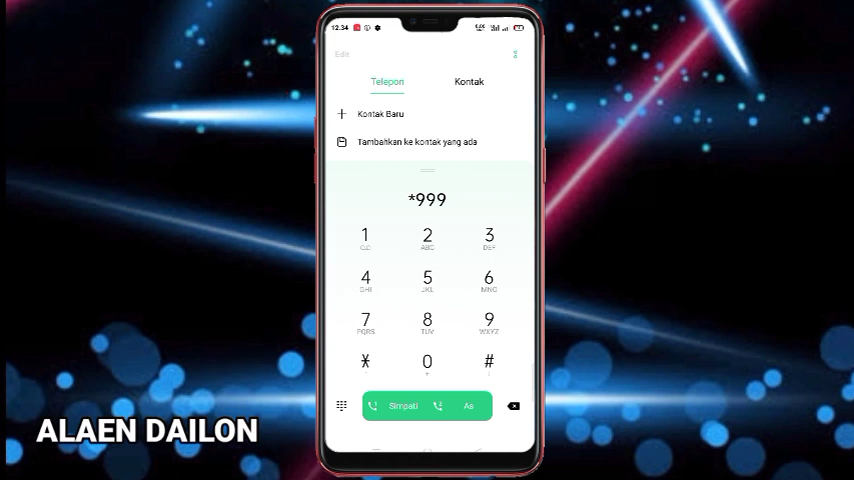 12.34
Edit
Telepon
Kontak
Kontak Baru
Tambahkan ke kontak yang ada
*999
1
2
3
ABC
DEF
4
5
6
GHI
JKL
MNO
7
8
9
PQRS
TUV
WXYZ
*
0
#
+
Simpati
As
ALAEN DAILON